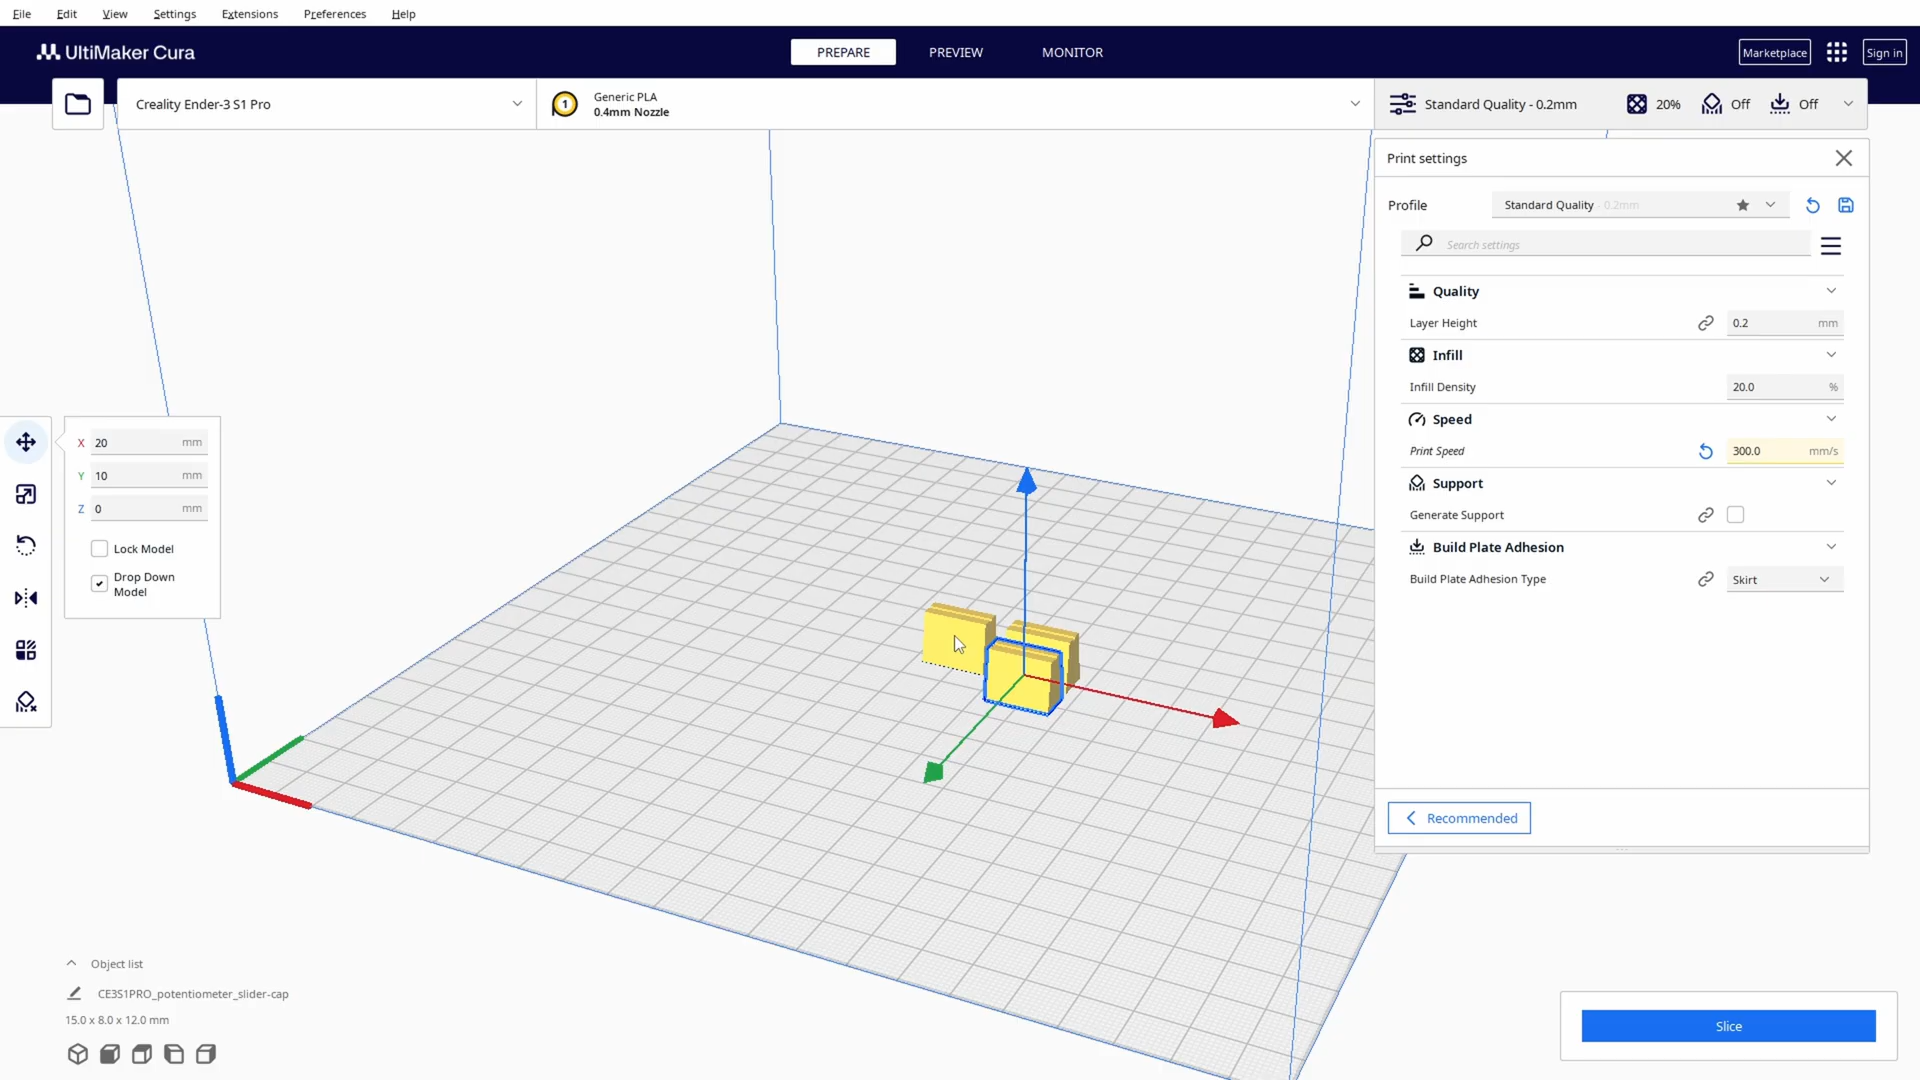 File Edit View Settings Extensions Preferences Help
UltiMaker Cura
PREPARE PREVIEW MONITOR
Marketplace Sign in
Creality Ender-3 S1 Pro
1
Generic PLA
0.4mm Nozzle
Standard Quality - 0.2mm 20% Off Off
Print settings
Profile Standard Quality - 0.2mm
Search settings
Quality
Layer Height 0.2 mm
Infill
Infill Density 20.0 %
Speed
Print Speed 300.0 mm/s
Support
Generate Support
Build Plate Adhesion
Build Plate Adhesion Type Skirt
Recommended
X 20 mm
Y 10 mm
Z 0 mm
Lock Model
Drop Down
Model
Object list
CE3S1PRO_potentiometer_slider-cap
15.0 x 8.0 x 12.0 mm
Slice